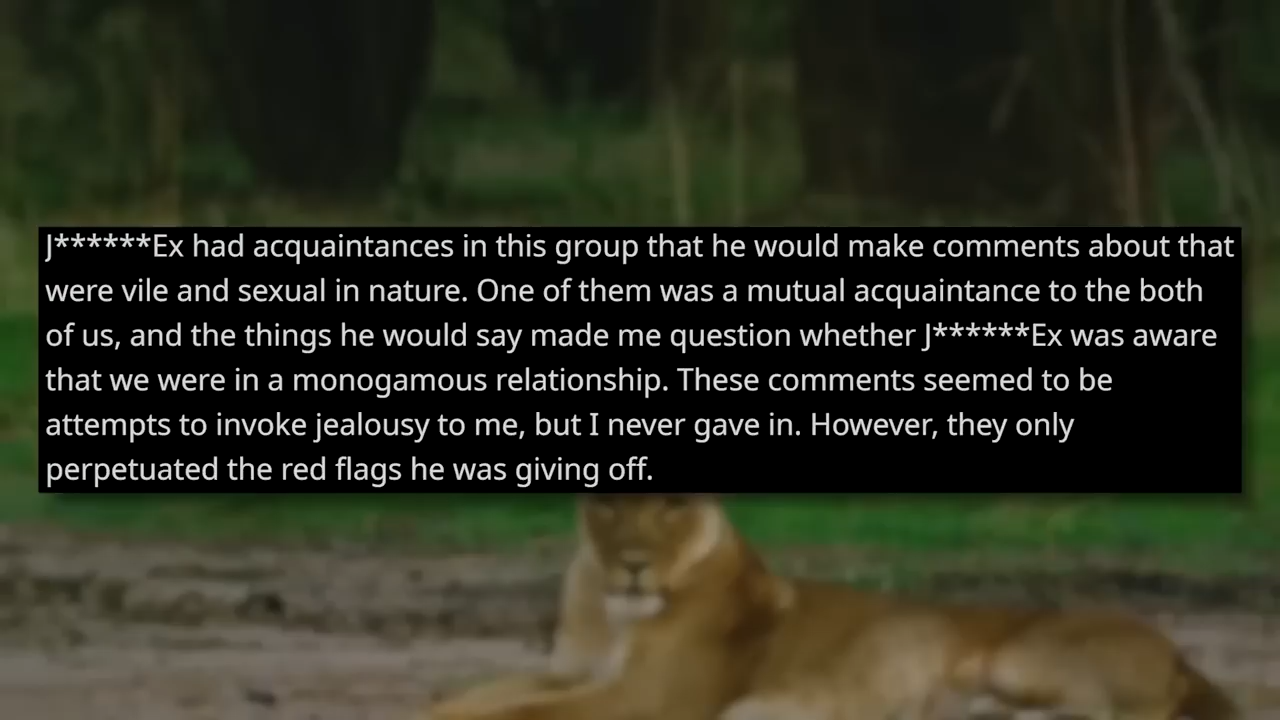 J******Ex had acquaintances in this group that he would make comments about that
were vile and sexual in nature. One of them was a mutual acquaintance to the both
of us, and the things he would say made me question whether J******Ex was aware
that we were in a monogamous relationship. These comments seemed to be
attempts to invoke jealousy to me, but I never gave in. However, they only
perpetuated the red flags he was giving off.